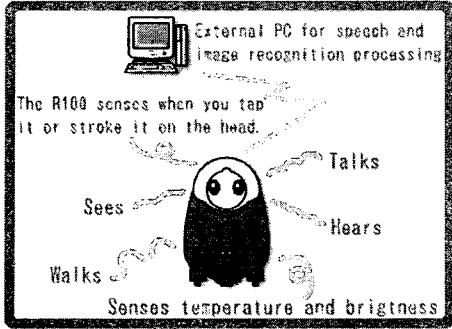 External PC for speech and
image recognition processing
The R100 senses when you tap
it or stroke it on the head.
Talks
Sees
Hears
Walks
Senses temperature and brigtness